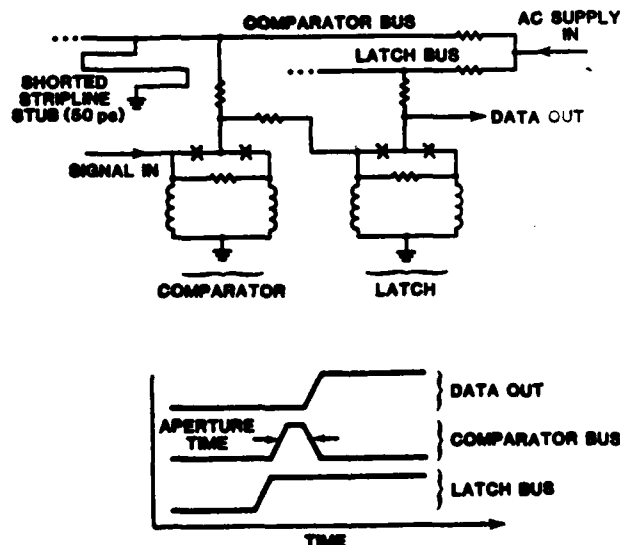 COMPARATOR BUS
AC SUPPLY
IN
LATCH BUS
SHORTED
STRIPLINE
STUB (50 ps)
DATA OUT
SIGNAL IN
COMPARATOR
LATCH
DATA OUT
APERTURE
TIME
COMPARATOR BUS
LATCH BUS
TIME